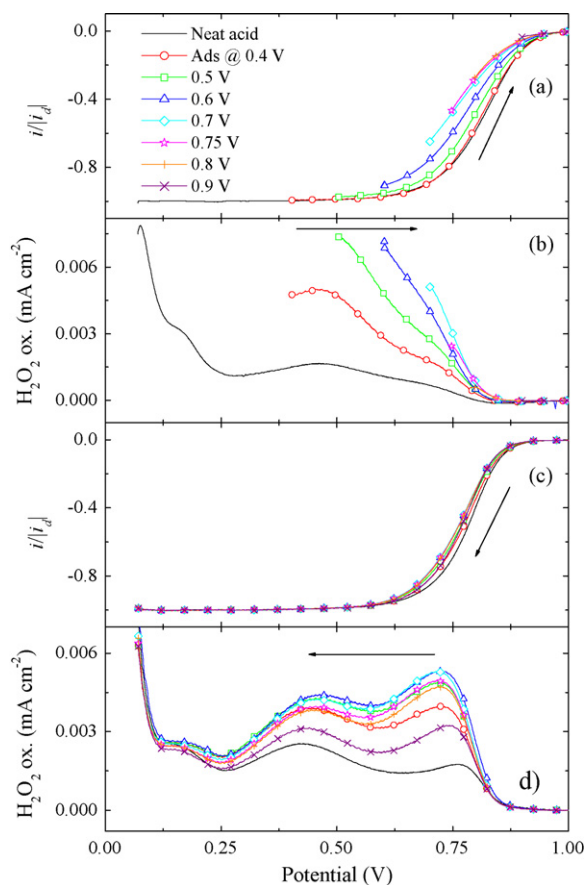 0.0
-0.4
-0.8
i/|i_d|
Neat acid
Ads @ 0.4 V
0.5 V
0.6 V
0.7 V
0.75 V
0.8 V
0.9 V
(a)
0.006
0.003
0.000
H₂O₂ ox. (mA cm⁻²)
(b)
0.0
-0.4
-0.8
i/|i_d|
(c)
0.006
0.003
0.000
H₂O₂ ox. (mA cm⁻²)
d)
0.00 0.25 0.50 0.75 1.00
Potential (V)